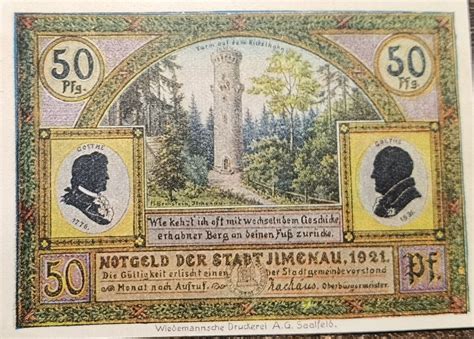 50 Pfg.
Turm auf dem Kickelhahn
50 Pfg.
GOETHE
GOETHE
1776.
Ilmenau
Wie kehrt ich oft mit wechselndem Geschicke,
erhabner Berg an deinen Fuß zurücke.
NOTGELD DER STADT JLMENAU, 1921.
50
Pf.
Die Gültigkeit erlischt einen
Monat nach Aufruf.
Der Stadtgemeindevorstand
Oberbürgermeister.
Wiedemannsche Druckerei A.G. Saalfeld.